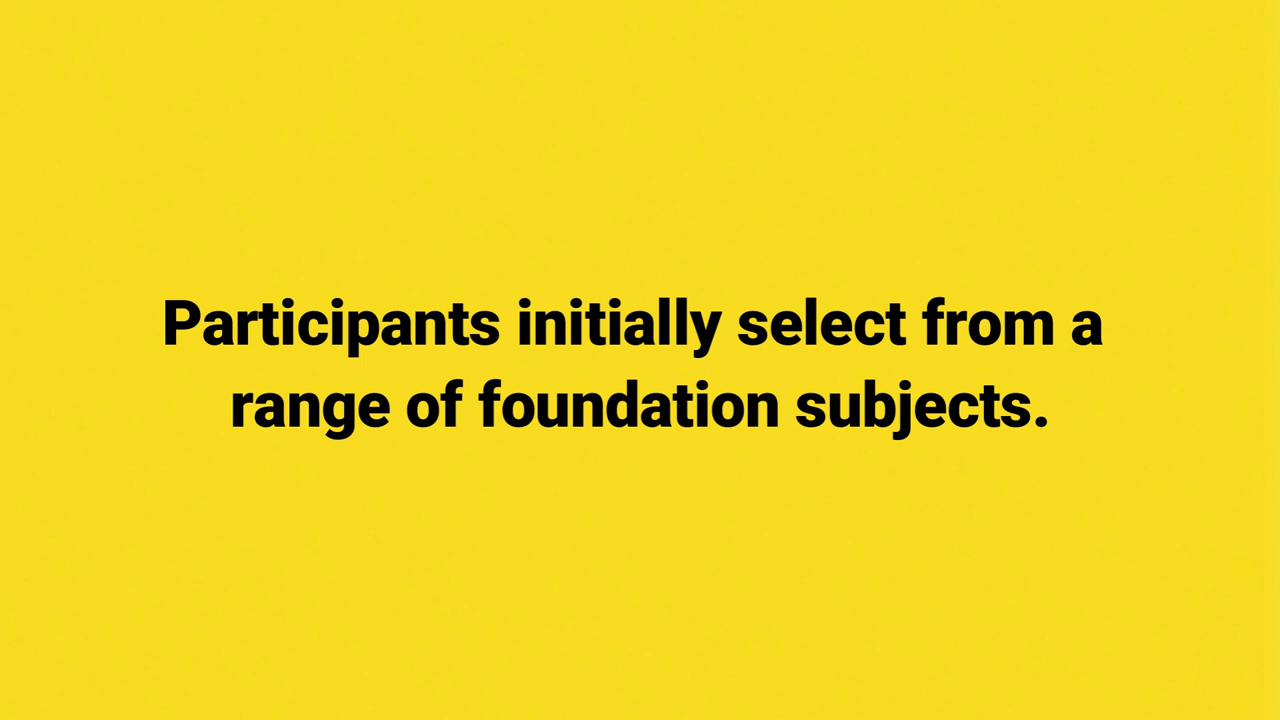 Participants initially select from a
range of foundation subjects.